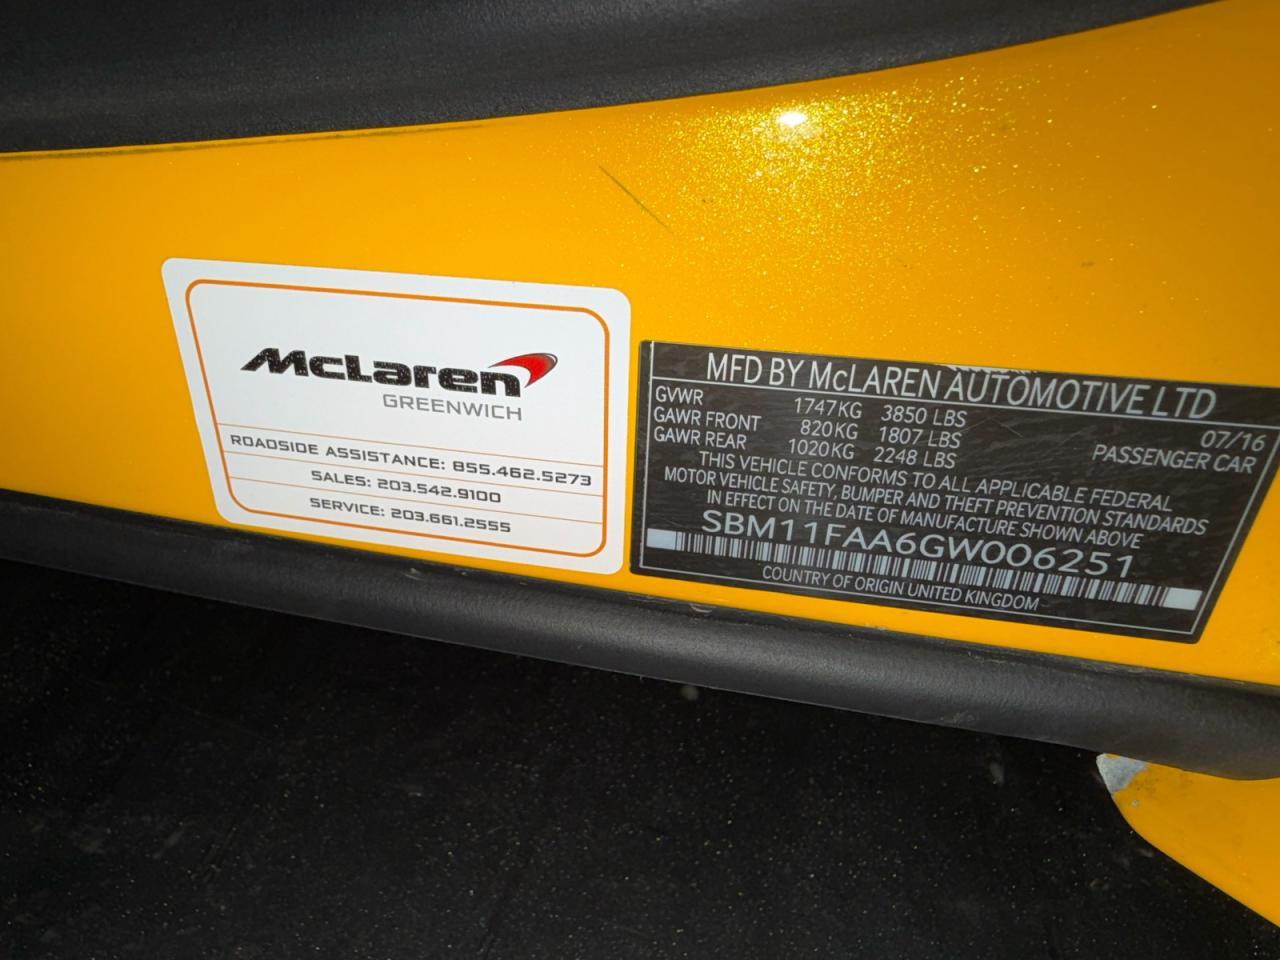 McLaren
GREENWICH
ROADSIDE ASSISTANCE: 855.462.5273
SALES: 203.542.9100
SERVICE: 203.661.2555
MFD BY McLAREN AUTOMOTIVE LTD
07/16
GVWR 1747KG 3850 LBS
GAWR FRONT 820KG 1807 LBS
GAWR REAR 1020KG 2248 LBS
PASSENGER CAR
THIS VEHICLE CONFORMS TO ALL APPLICABLE FEDERAL
MOTOR VEHICLE SAFETY, BUMPER AND THEFT PREVENTION STANDARDS
IN EFFECT ON THE DATE OF MANUFACTURE SHOWN ABOVE
SBM11FAA6GW006251
COUNTRY OF ORIGIN UNITED KINGDOM